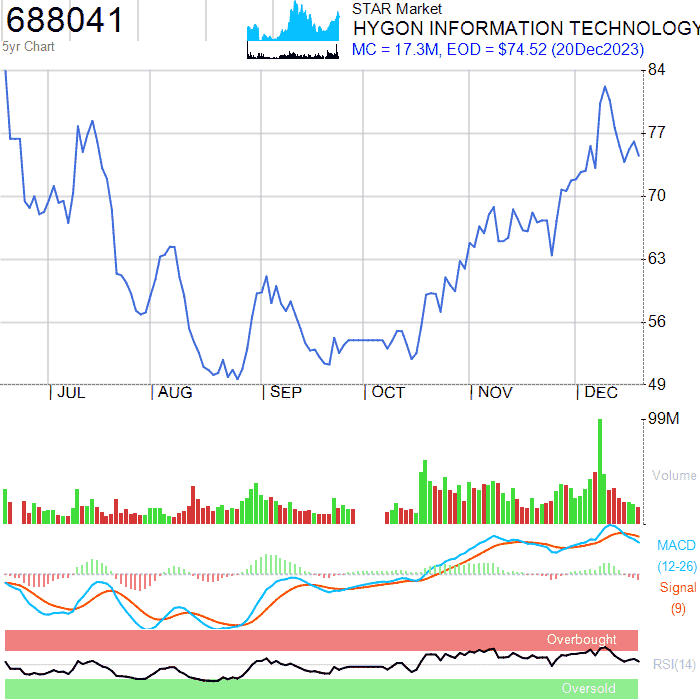 688041
STAR Market
HYGON INFORMATION TECHNOLOGY
5yr Chart
MC = 17.3M, EOD = $74.52 (20Dec2023)
84
77
70
63
56
49
JUL
AUG
SEP
OCT
NOV
DEC
99M
Volume
MACD
(12-26)
Signal
(9)
Overbought
RSI(14)
Oversold